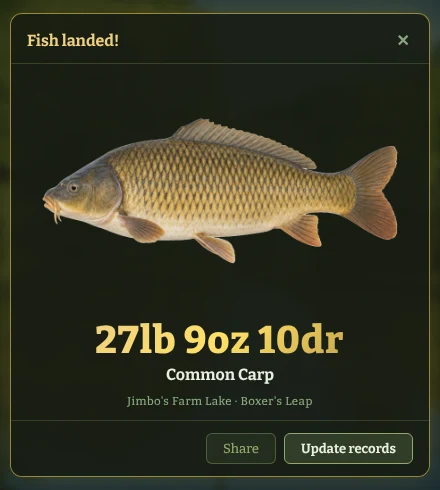 Fish landed!
27lb 9oz 10dr
Common Carp
Jimbo's Farm Lake · Boxer's Leap
Share
Update records